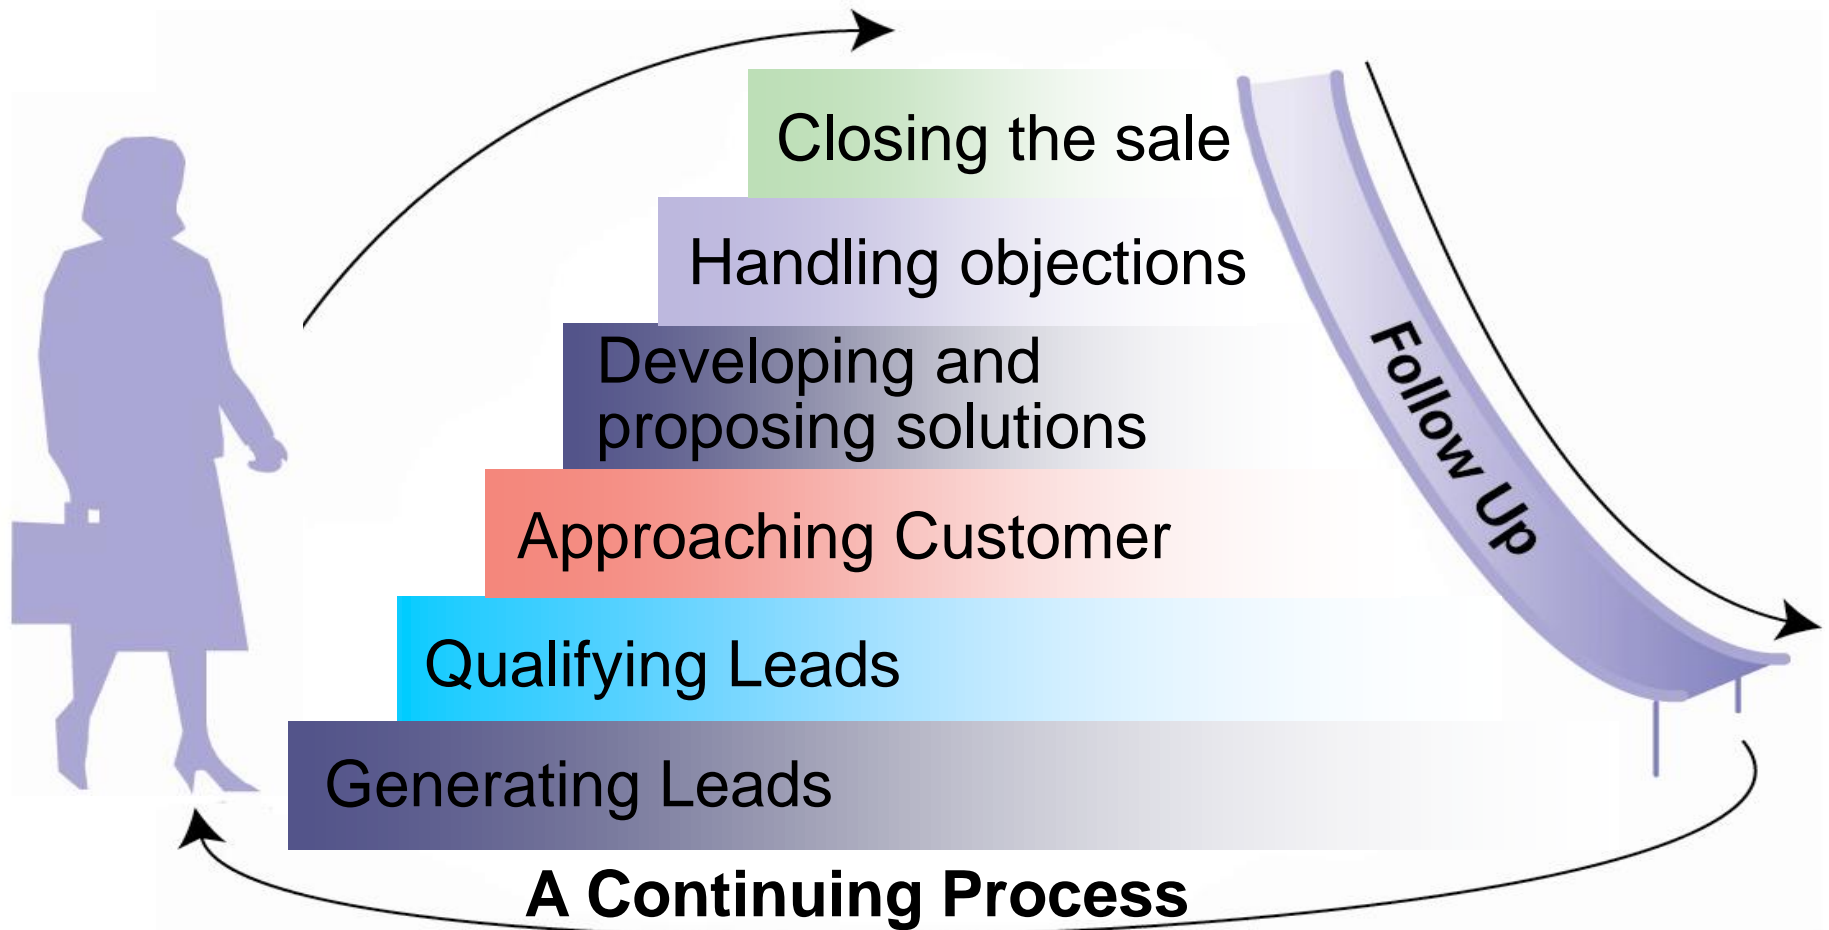 Closing the sale
Handling objections
Developing and
proposing solutions
Approaching Customer
Qualifying Leads
Generating Leads
Follow Up
A Continuing Process